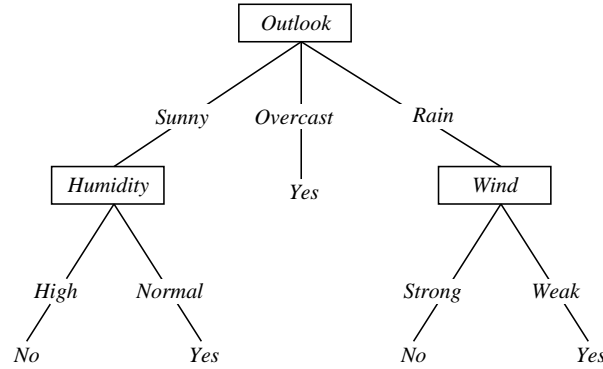 Outlook
Sunny Overcast Rain
Humidity Yes Wind
High Normal Strong Weak
No Yes No Yes